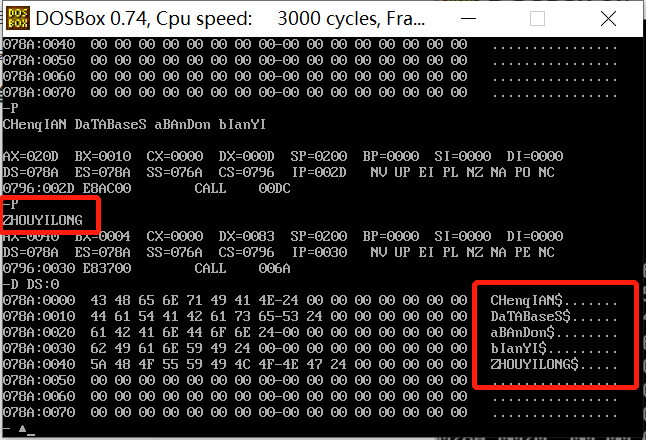 DOS
BOX
DOSBox 0.74, Cpu speed:    3000 cycles, Fra...
078A:0040  00 00 00 00 00 00 00 00-00 00 00 00 00 00 00 00   ................
078A:0050  00 00 00 00 00 00 00 00-00 00 00 00 00 00 00 00   ................
078A:0060  00 00 00 00 00 00 00 00-00 00 00 00 00 00 00 00   ................
078A:0070  00 00 00 00 00 00 00 00-00 00 00 00 00 00 00 00   ................
-P
CHenqIAN DaTABaseS aBAnDon bIanYI
AX=020D  BX=0010  CX=0000  DX=000D  SP=0200  BP=0000  SI=0000  DI=0000
DS=078A  ES=078A  SS=076A  CS=0796  IP=002D   NV UP EI PL NZ NA PO NC
0796:002D E8AC00        CALL    00DC
-P
ZHOUYILONG
AX=0040  BX=0004  CX=0000  DX=0083  SP=0200  BP=0000  SI=0000  DI=0000
DS=078A  ES=078A  SS=076A  CS=0796  IP=0030   NV UP EI PL NZ NA PE NC
0796:0030 E83700        CALL    006A
-D DS:0
078A:0000  43 48 65 6E 71 49 41 4E-24 00 00 00 00 00 00 00   CHenqIAN$.......
078A:0010  44 61 54 41 42 61 73 65-53 24 00 00 00 00 00 00   DaTABaseS$......
078A:0020  61 42 41 6E 44 6F 6E 24-00 00 00 00 00 00 00 00   aBAnDon$........
078A:0030  62 49 61 6E 59 49 24 00-00 00 00 00 00 00 00 00   bIanYI$.........
078A:0040  5A 48 4F 55 59 49 4C 4F-4E 47 24 00 00 00 00 00   ZHOUYILONG$.....
078A:0050  00 00 00 00 00 00 00 00-00 00 00 00 00 00 00 00   ................
078A:0060  00 00 00 00 00 00 00 00-00 00 00 00 00 00 00 00   ................
078A:0070  00 00 00 00 00 00 00 00-00 00 00 00 00 00 00 00   ................
- ▲_